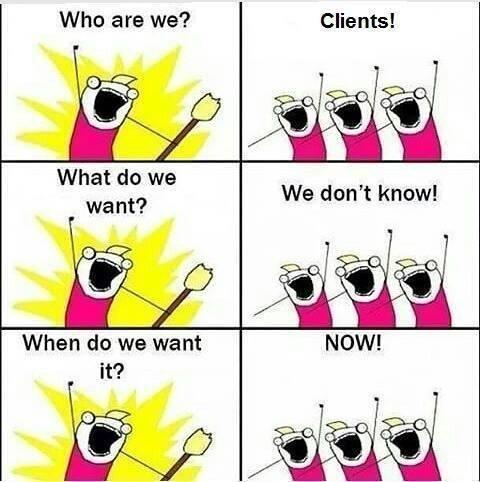 Who are we?
Clients!
What do we
want?
We don't know!
When do we want
it?
NOW!